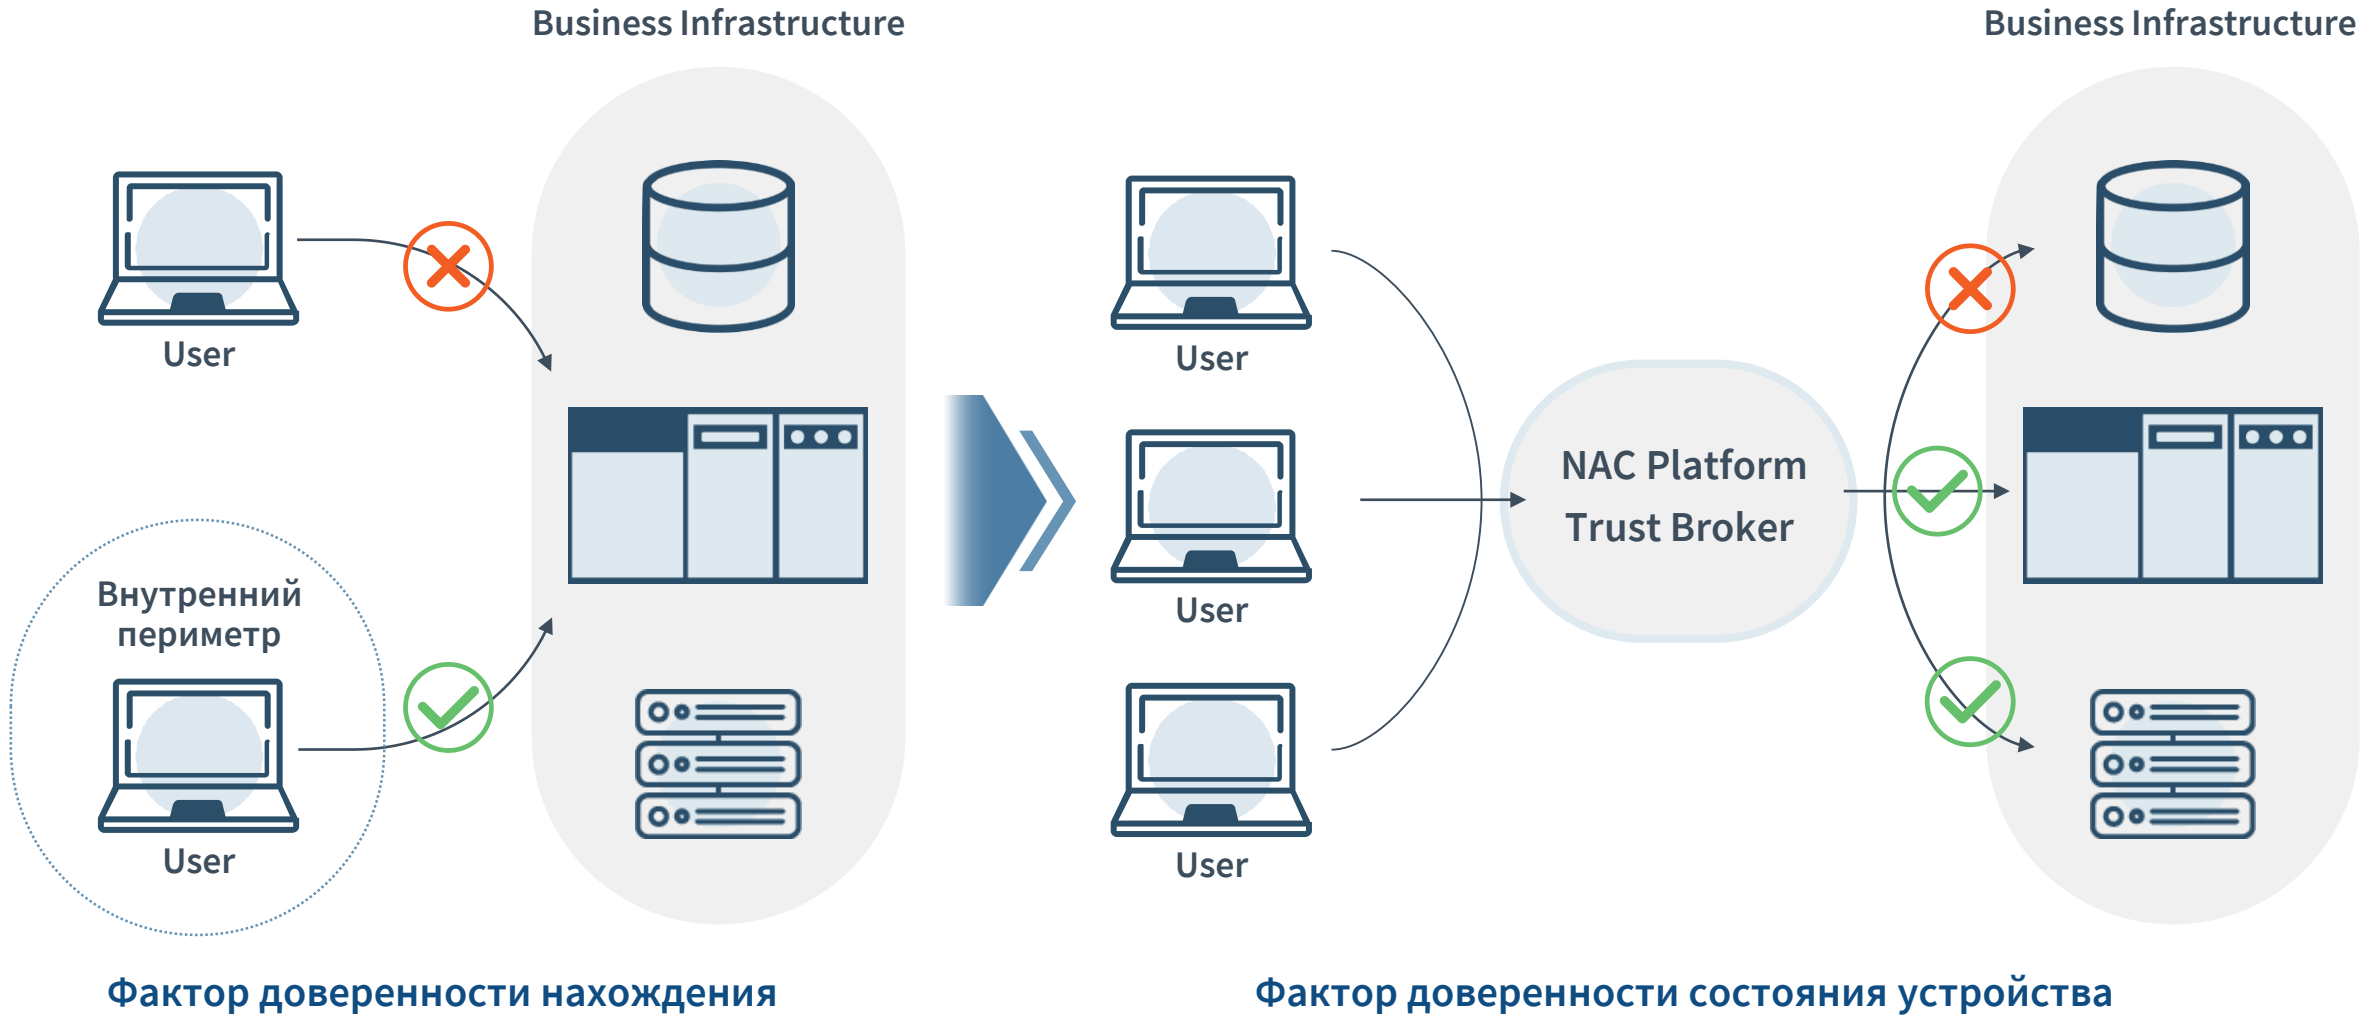 Business Infrastructure
User
Внутренний
периметр
User
Фактор доверенности нахождения
Business Infrastructure
User
User
User
NAC Platform
Trust Broker
Фактор доверенности состояния устройства